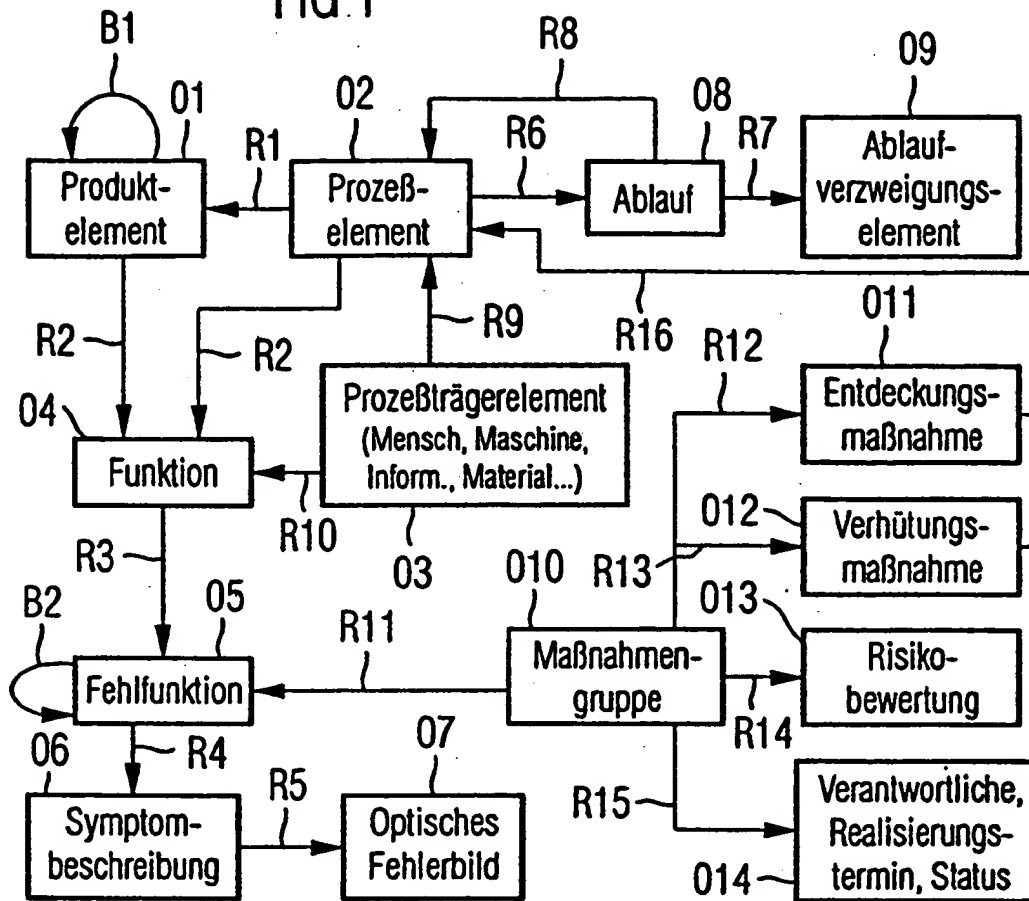 FIG 1
B1
R8
09
01
02
08
R1
R6
R7
Produkt-
element
Prozeß-
element
Ablauf
Ablauf-
verzweigungs-
element
R2
R2
R9
R16
011
R12
04
Prozeßträgerelement
(Mensch, Maschine,
Inform., Material...)
Entdeckungs-
maßnahme
Funktion
R10
03
012
R3
R13
Verhütungs-
maßnahme
B2
05
010
013
R11
Fehlfunktion
Maßnahmen-
gruppe
Risiko-
bewertung
R14
06
R4
07
R5
R15
Symptom-
beschreibung
Optisches
Fehlerbild
Verantwortliche,
Realisierungs-
termin, Status
014